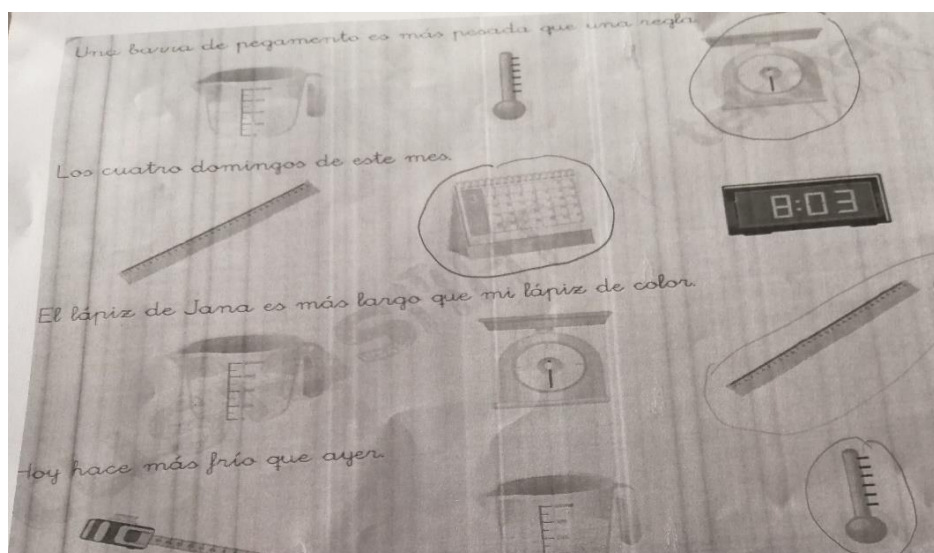 Una barra de pegamento es más pesada que una regla.
Los cuatro domingos de este mes.
8:03
El lápiz de Jana es más largo que mi lápiz de color.
Hoy hace más frío que ayer.